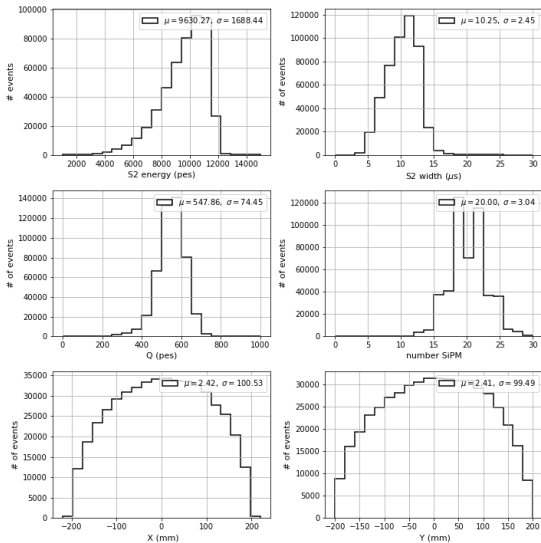 100000
80000
60000
40000
20000
0
# events
2000 4000 6000 8000 10000 12000 14000
S2 energy (pes)
μ = 9630.27, σ = 1688.44
120000
100000
80000
60000
40000
20000
0
# of events
0 5 10 15 20 25 30
S2 width (μs)
μ = 10.25, σ = 2.45
140000
120000
100000
80000
60000
40000
20000
0
# of events
0 200 400 600 800 1000
Q (pes)
μ = 547.86, σ = 74.45
120000
100000
80000
60000
40000
20000
0
# of events
0 5 10 15 20 25 30
number SiPM
μ = 20.00, σ = 3.04
35000
30000
25000
20000
15000
10000
5000
0
# of events
−200 −100 0 100 200
X (mm)
μ = 2.42, σ = 100.53
30000
25000
20000
15000
10000
5000
0
# of events
−200 −150 −100 −50 0 50 100 150 200
Y (mm)
μ = 2.41, σ = 99.49